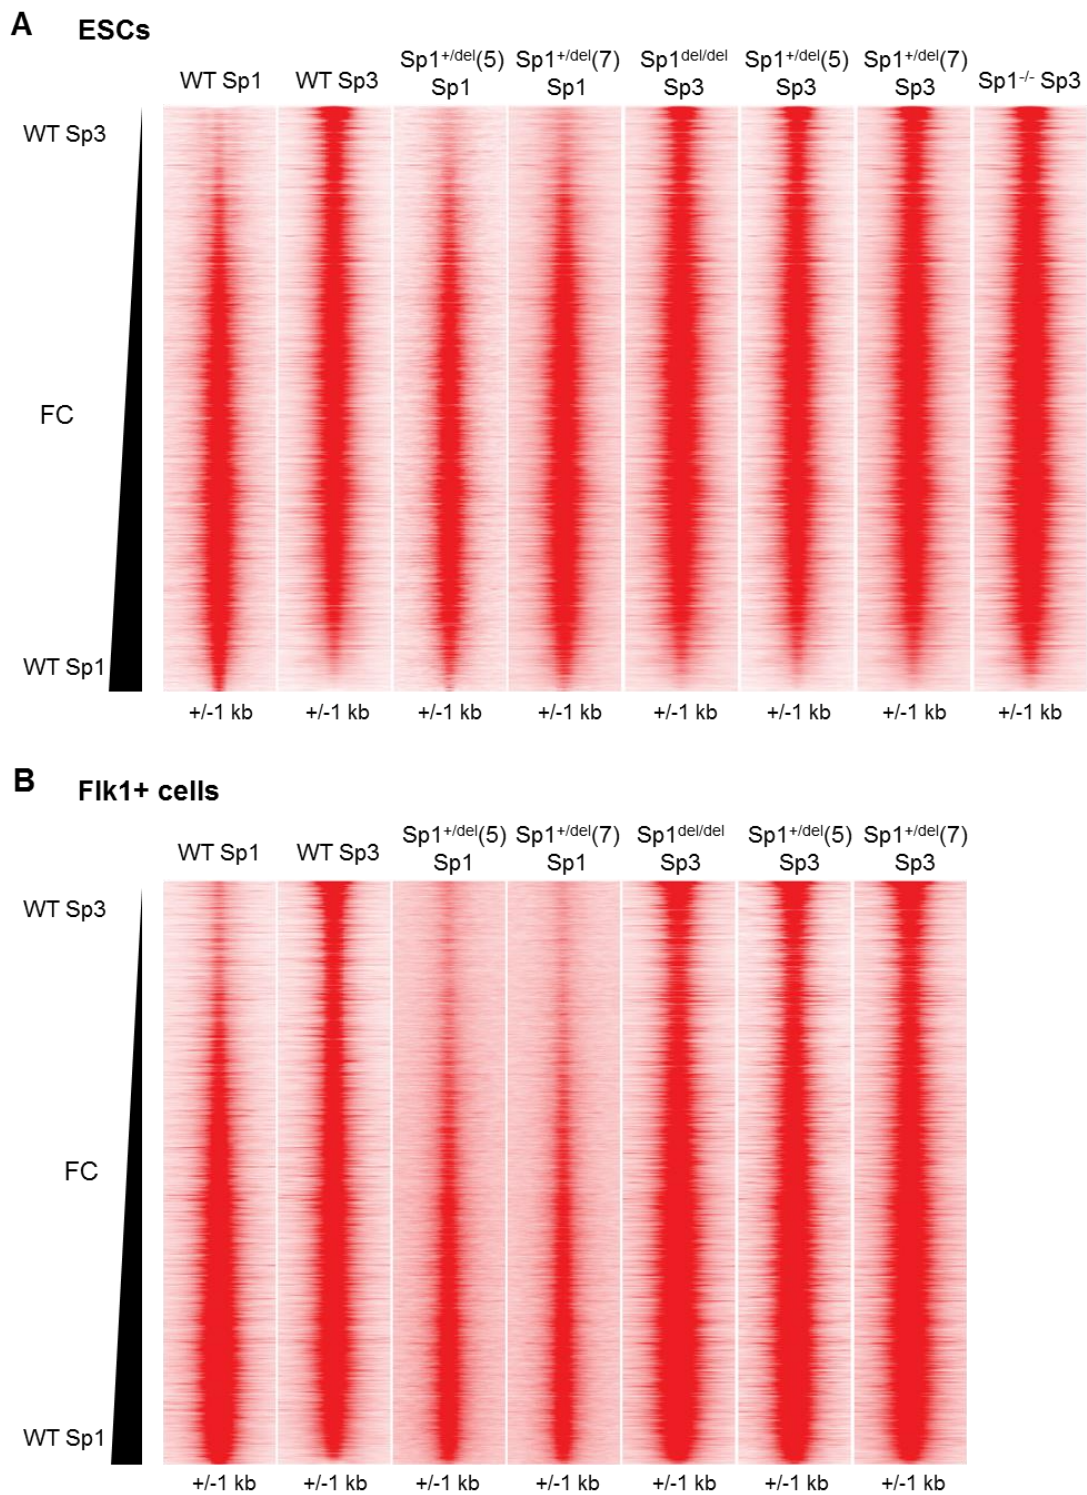 A ESCs
WT Sp1 WT Sp3 Sp1+/del(5) Sp1 Sp1+/del(7) Sp1 Sp1del/del Sp3 Sp1+/del(5) Sp3 Sp1+/del(7) Sp3 Sp1-/- Sp3
WT Sp3
FC
WT Sp1
+/-1 kb +/-1 kb +/-1 kb +/-1 kb +/-1 kb +/-1 kb +/-1 kb +/-1 kb
B Flk1+ cells
WT Sp1 WT Sp3 Sp1+/del(5) Sp1 Sp1+/del(7) Sp1 Sp1del/del Sp3 Sp1+/del(5) Sp3 Sp1+/del(7) Sp3
WT Sp3
FC
WT Sp1
+/-1 kb +/-1 kb +/-1 kb +/-1 kb +/-1 kb +/-1 kb +/-1 kb